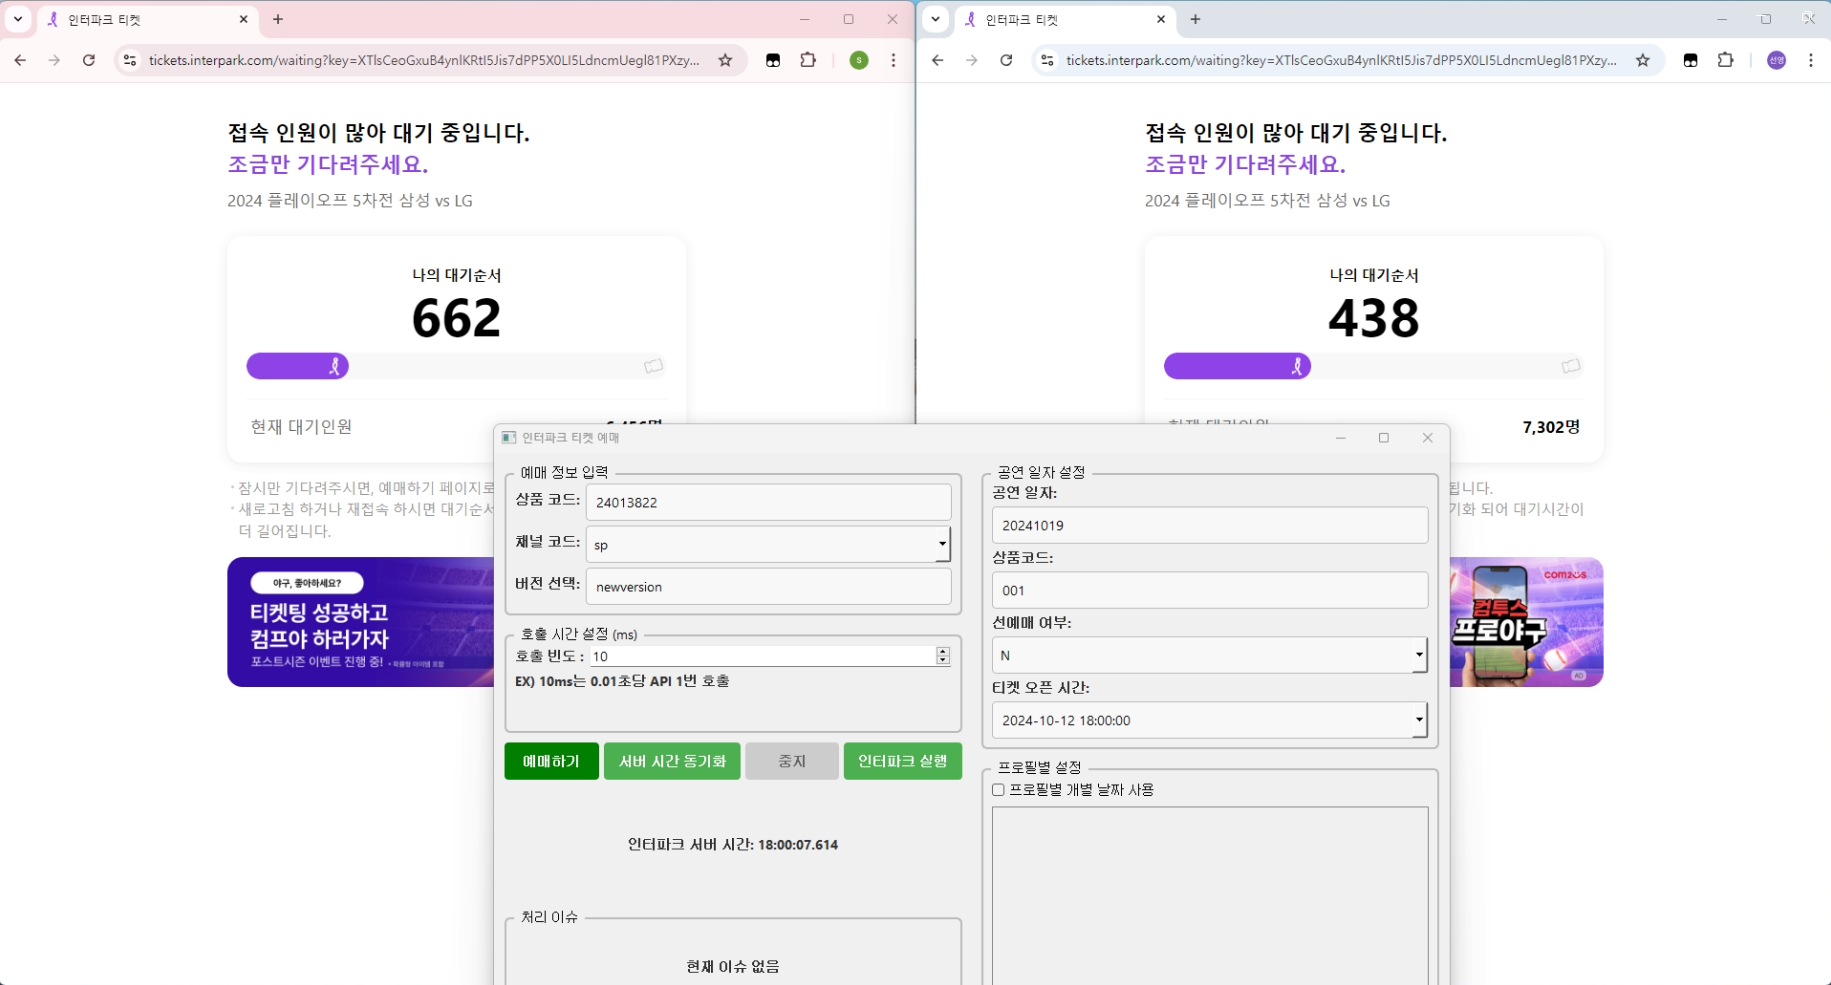 인터파크 티켓
tickets.interpark.com/waiting?key=XTlsCeoGxuB4ynlKRtI5Jis7dPP5X0LI5LdncmUegl81PXzy...
S
접속 인원이 많아 대기 중입니다.
조금만 기다려주세요.
2024 플레이오프 5차전 삼성 vs LG
나의 대기순서
662
현재 대기인원
· 잠시만 기다려주시면, 예매하기 페이지로
· 새로고침 하거나 재접속 하시면 대기순서
더 길어집니다.
야구, 좋아하세요?
티켓팅 성공하고
컴프야 하러가자
포스트시즌 이벤트 진행 중! * 확률형 아이템 포함
인터파크 티켓
tickets.interpark.com/waiting?key=XTlsCeoGxuB4ynlKRtI5Jis7dPP5X0LI5LdncmUegl81PXzy...
선영
접속 인원이 많아 대기 중입니다.
조금만 기다려주세요.
2024 플레이오프 5차전 삼성 vs LG
나의 대기순서
438
7,302명
됩니다.
기화 되어 대기시간이
com2us
컴투스
프로야구
AD
인터파크 티켓 예매
예매 정보 입력
상품 코드: 24013822
채널 코드: sp
버전 선택: newversion
호출 시간 설정 (ms)
호출 빈도 : 10
EX) 10ms는 0.01초당 API 1번 호출
예매하기 서버 시간 동기화 중지 인터파크 실행
인터파크 서버 시간: 18:00:07.614
처리 이슈
현재 이슈 없음
공연 일자 설정
공연 일자:
20241019
상품코드:
001
선예매 여부:
N
티켓 오픈 시간:
2024-10-12 18:00:00
프로필별 설정
프로필별 개별 날짜 사용